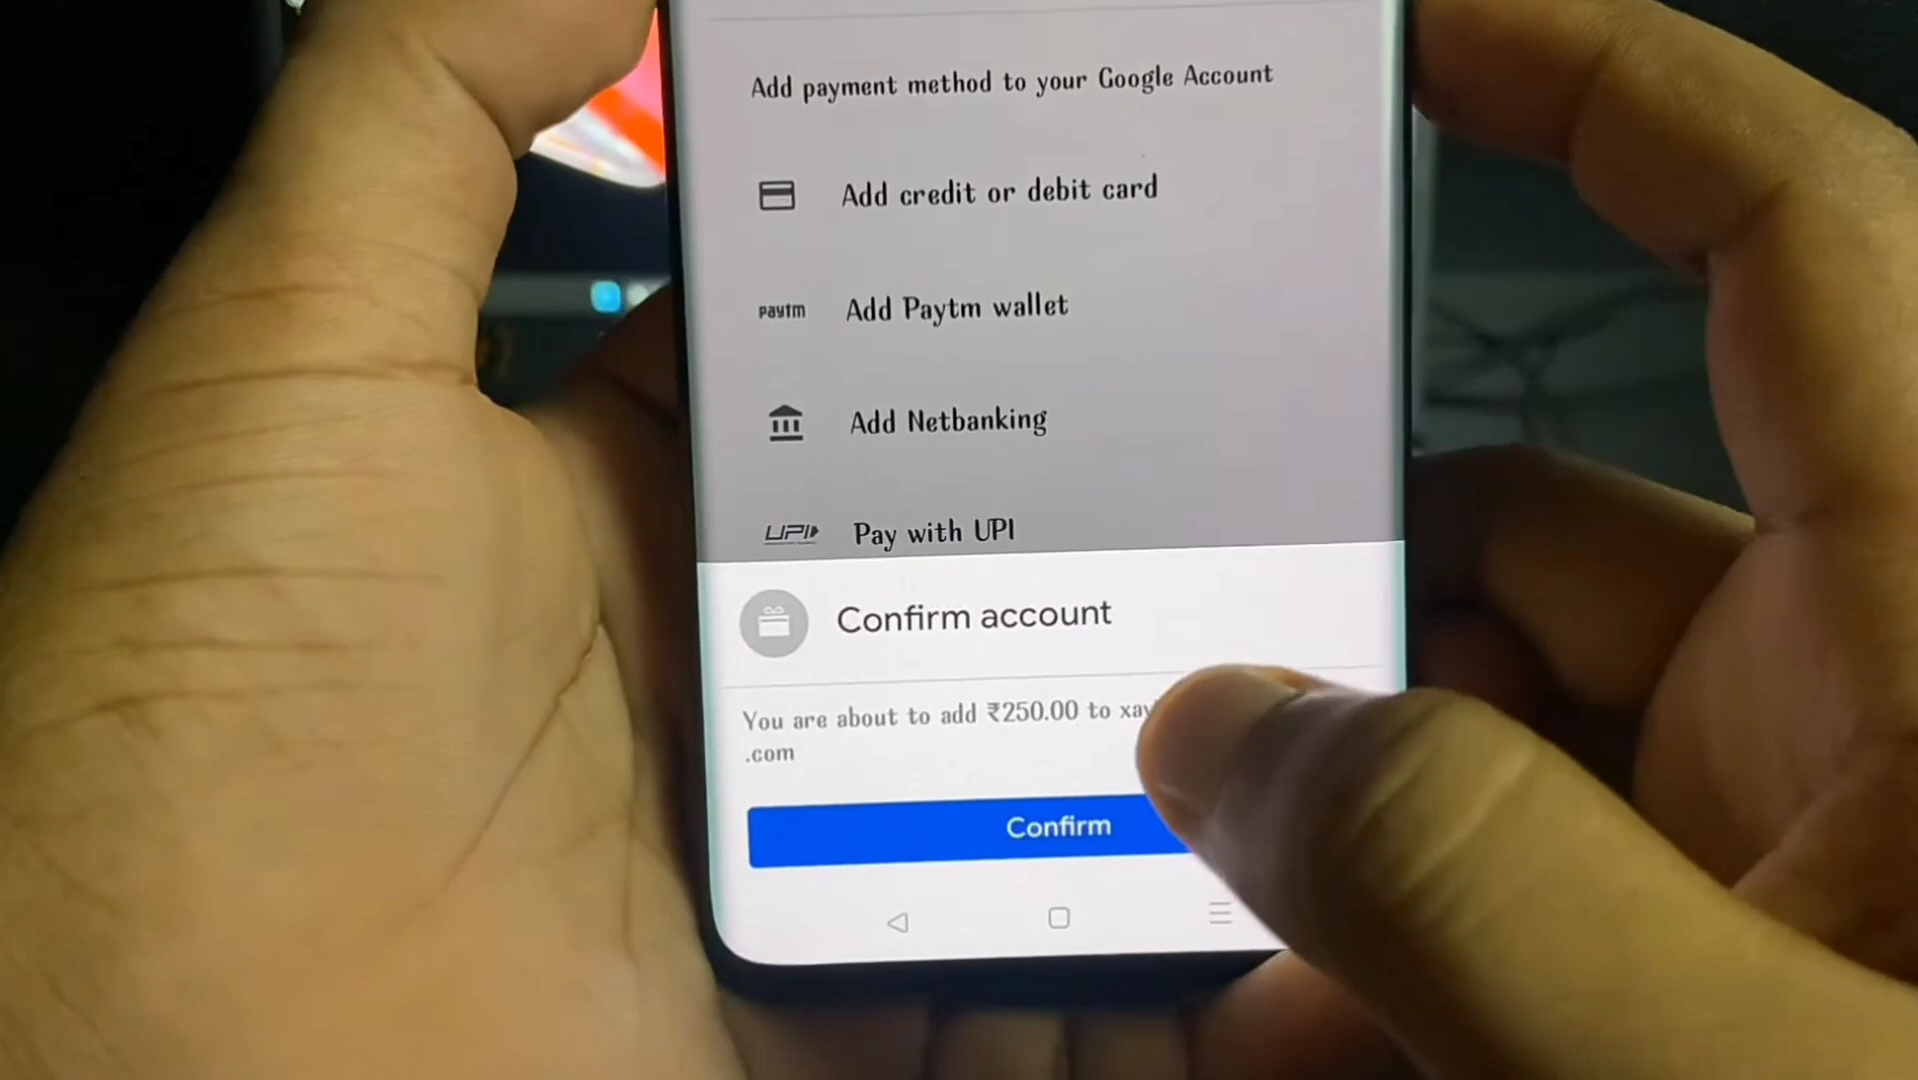 Add payment method to your Google Account
Add credit or debit card
paytm Add Paytm wallet
Add Netbanking
UPI Pay with UPI
Confirm account
You are about to add ₹250.00 to
.com
Confirm